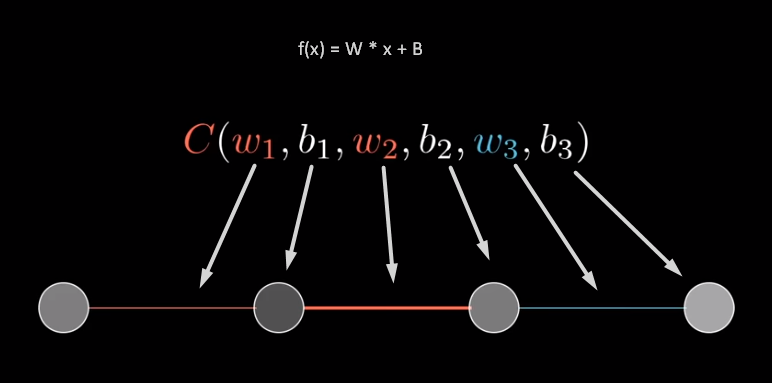 f(x) = W * x + B
C(w₁, b₁, w₂, b₂, w₃, b₃)